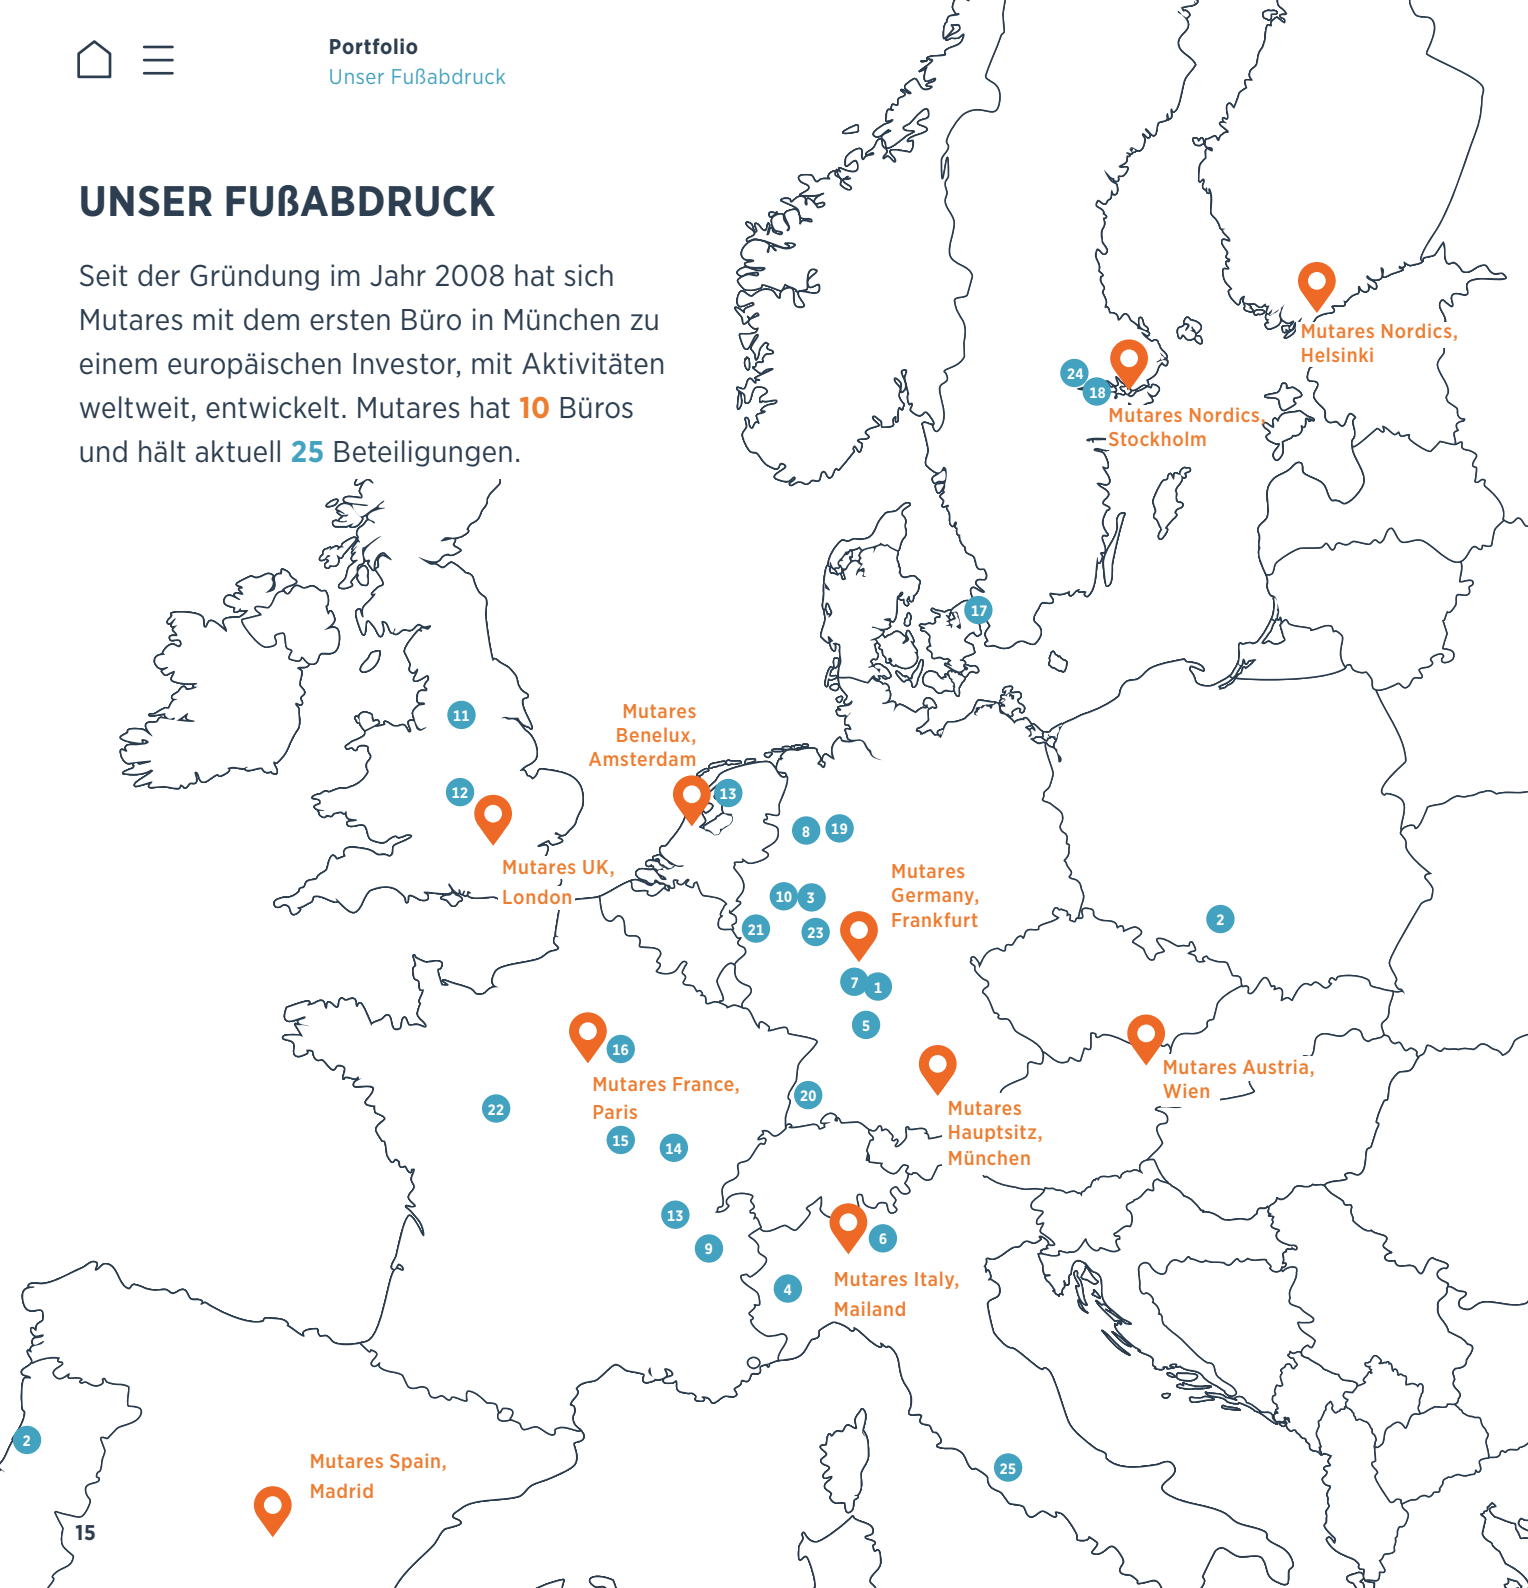 Portfolio
Unser Fußabdruck
UNSER FUßABDRUCK
Seit der Gründung im Jahr 2008 hat sich
Mutares mit dem ersten Büro in München zu
einem europäischen Investor, mit Aktivitäten
weltweit, entwickelt. Mutares hat 10 Büros
und hält aktuell 25 Beteiligungen.
Mutares Nordics,
Helsinki
24
18
Mutares Nordics,
Stockholm
17
11
12
Mutares UK,
London
Mutares
Benelux,
Amsterdam
13
8
19
10
3
21
23
Mutares
Germany,
Frankfurt
2
7
1
5
16
Mutares France,
Paris
22
15
14
20
Mutares
Hauptsitz,
München
Mutares Austria,
Wien
13
9
6
4
Mutares Italy,
Mailand
2
Mutares Spain,
Madrid
25
15